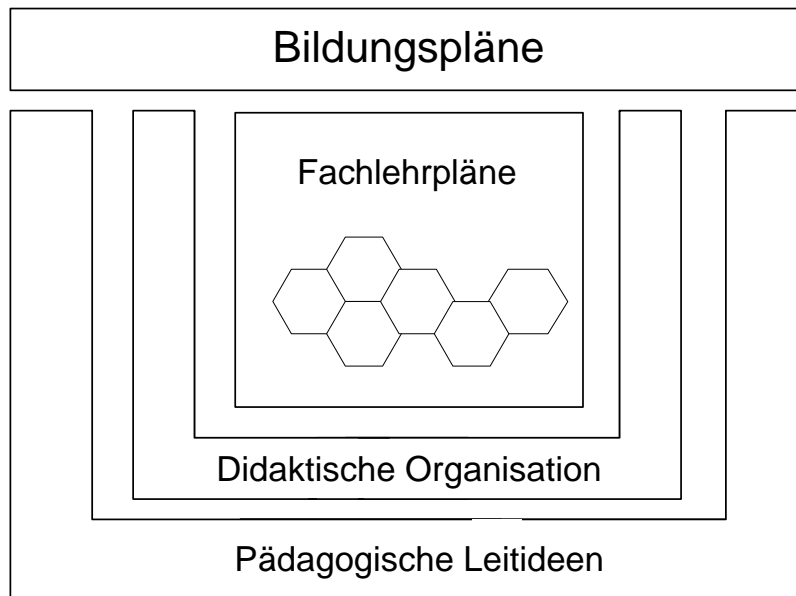 Bildungspläne
Fachlehrpläne
Didaktische Organisation
Pädagogische Leitideen